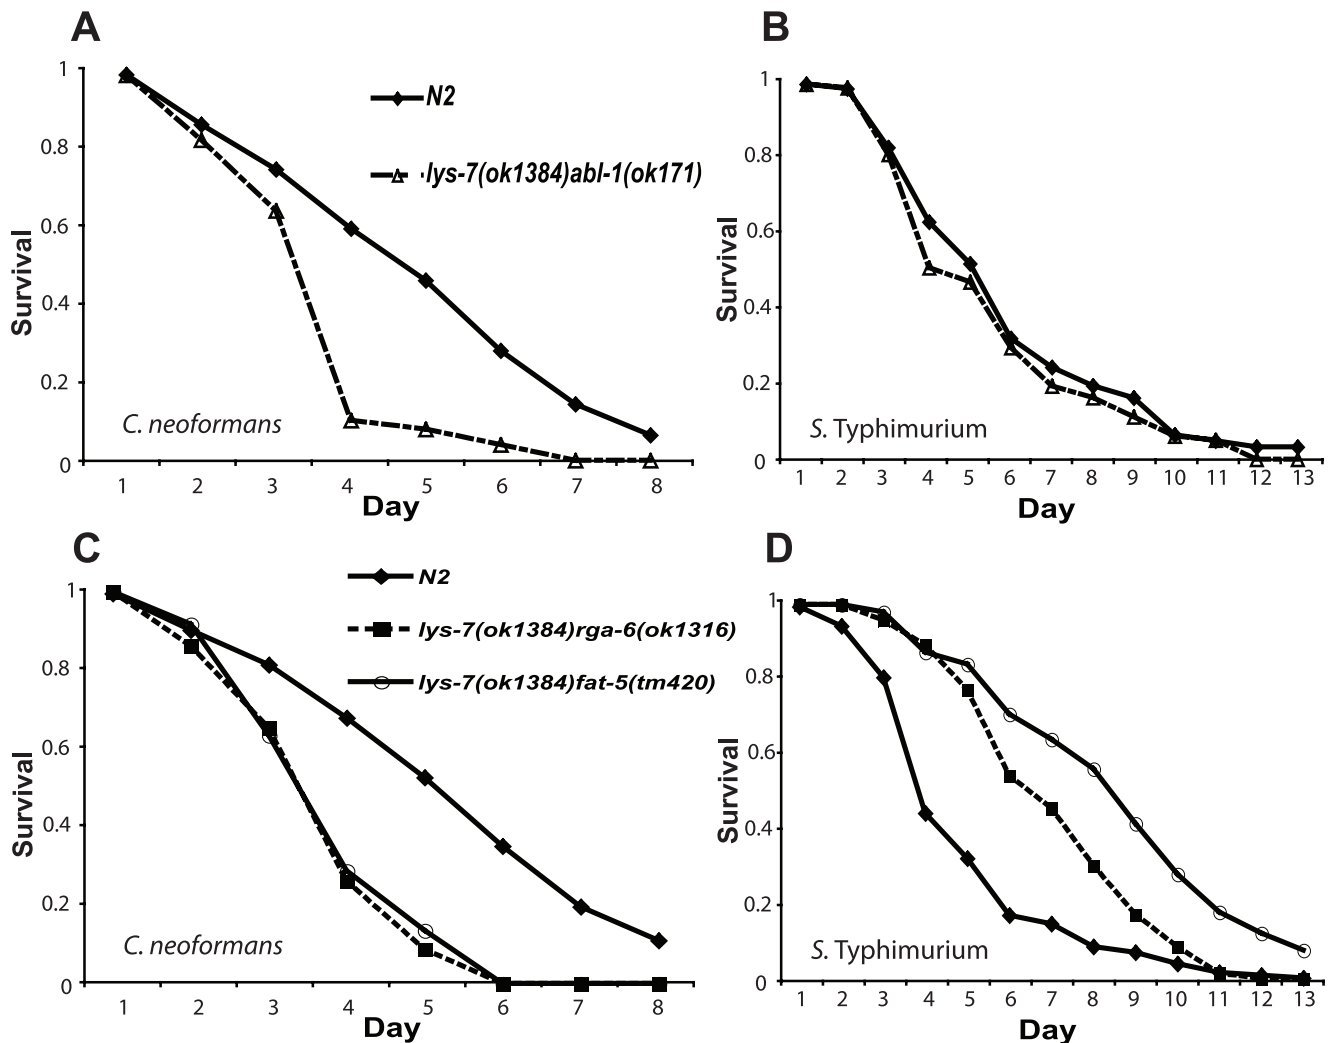 A
1
0.8
0.6
0.4
0.2
0
Survival
N2
lys-7(ok1384)abl-1(ok171)
C. neoformans
1 2 3 4 5 6 7 8
Day
B
1
0.8
0.6
0.4
0.2
0
Survival
S. Typhimurium
1 2 3 4 5 6 7 8 9 10 11 12 13
Day
C
1
0.8
0.6
0.4
0.2
0
Survival
N2
lys-7(ok1384)rga-6(ok1316)
lys-7(ok1384)fat-5(tm420)
C. neoformans
1 2 3 4 5 6 7 8
Day
D
1
0.8
0.6
0.4
0.2
0
Survival
S. Typhimurium
1 2 3 4 5 6 7 8 9 10 11 12 13
Day